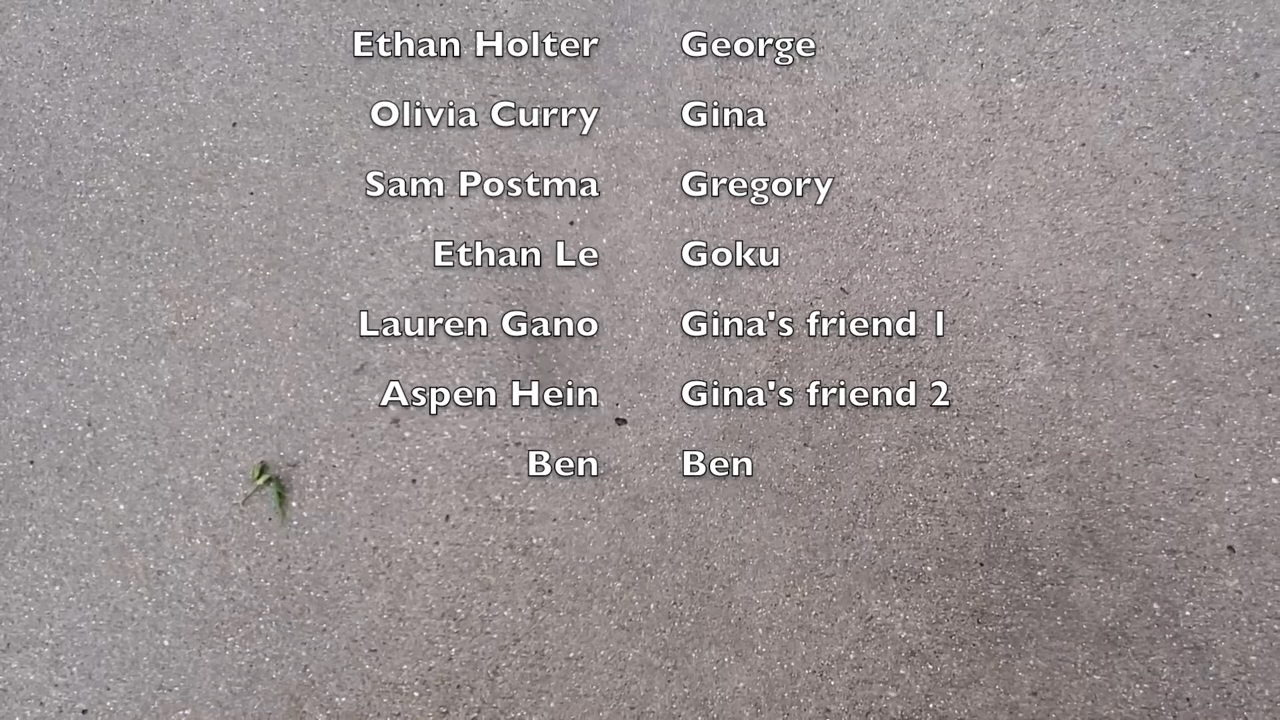 Ethan Holter George
Olivia Curry Gina
Sam Postma Gregory
Ethan Le Goku
Lauren Gano Gina's friend 1
Aspen Hein Gina's friend 2
Ben Ben